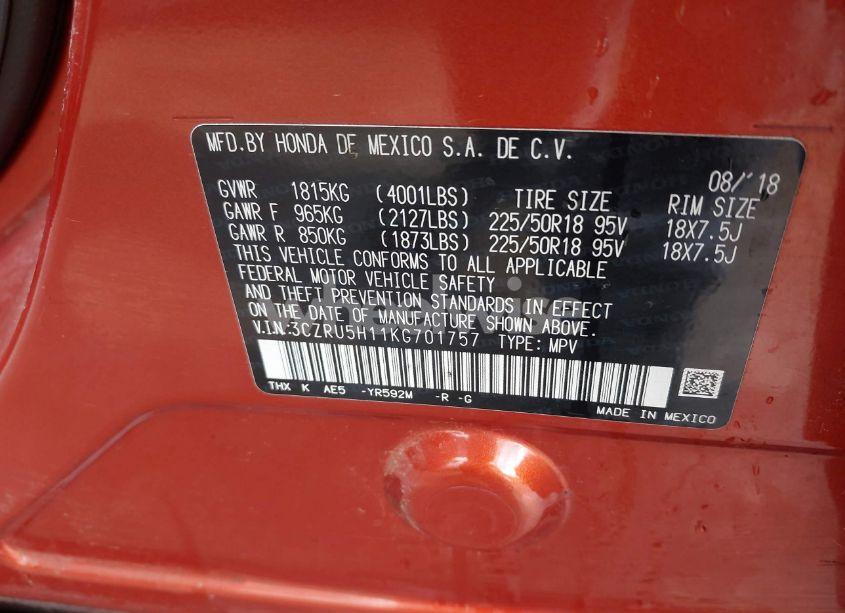 MFD.BY HONDA DE MEXICO S.A. DE C.V.
08/'18
GVWR 1815KG (4001LBS) TIRE SIZE RIM SIZE
GAWR F 965KG (2127LBS) 225/50R18 95V 18X7.5J
GAWR R 850KG (1873LBS) 225/50R18 95V 18X7.5J
THIS VEHICLE CONFORMS TO ALL APPLICABLE
FEDERAL MOTOR VEHICLE SAFETY
AND THEFT PREVENTION STANDARDS IN EFFECT
ON THE DATE OF MANUFACTURE SHOWN ABOVE.
V.I.N:3CZRU5H11KG701757 TYPE: MPV
THX K AE5 -YR592M -R -G
MADE IN MEXICO